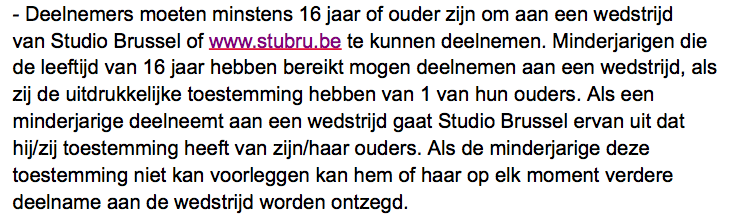 - Deelnemers moeten minstens 16 jaar of ouder zijn om aan een wedstrijd
van Studio Brussel of www.stubru.be te kunnen deelnemen. Minderjarigen die
de leeftijd van 16 jaar hebben bereikt mogen deelnemen aan een wedstrijd, als
zij de uitdrukkelijke toestemming hebben van 1 van hun ouders. Als een
minderjarige deelneemt aan een wedstrijd gaat Studio Brussel ervan uit dat
hij/zij toestemming heeft van zijn/haar ouders. Als de minderjarige deze
toestemming niet kan voorleggen kan hem of haar op elk moment verdere
deelname aan de wedstrijd worden ontzegd.